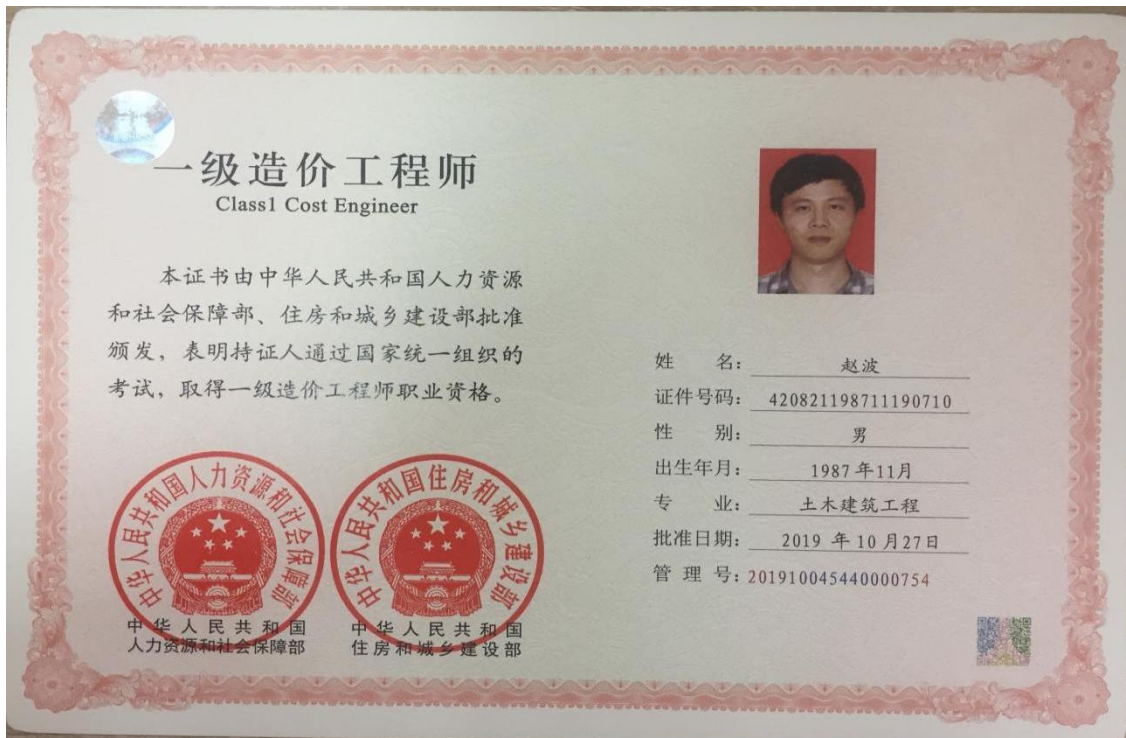 一级造价工程师
Class1 Cost Engineer
本证书由中华人民共和国人力资源
和社会保障部、住房和城乡建设部批准
颁发，表明持证人通过国家统一组织的
考试，取得一级造价工程师职业资格。
中华人民共和国人力资源和社会保障部
中华人民共和国住房和城乡建设部
中华人民共和国
人力资源和社会保障部
中华人民共和国
住房和城乡建设部
姓 名：赵波
证件号码：420821198711190710
性 别：男
出生年月：1987年11月
专 业：土木建筑工程
批准日期：2019 年10月27日
管 理 号：201910045440000754